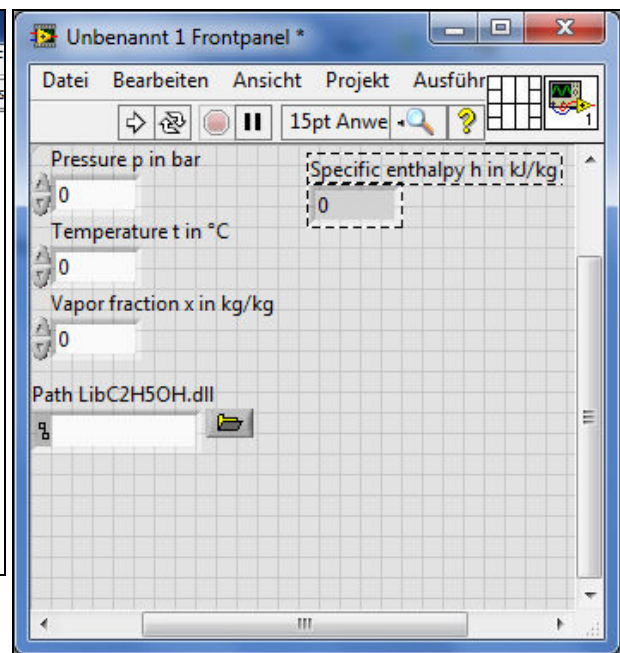 Unbenannt 1 Frontpanel *
Datei Bearbeiten Ansicht Projekt Ausführ
15pt Anwe
?
1
Pressure p in bar
0
Specific enthalpy h in kJ/kg
0
Temperature t in °C
0
Vapor fraction x in kg/kg
0
Path LibC2H5OH.dll